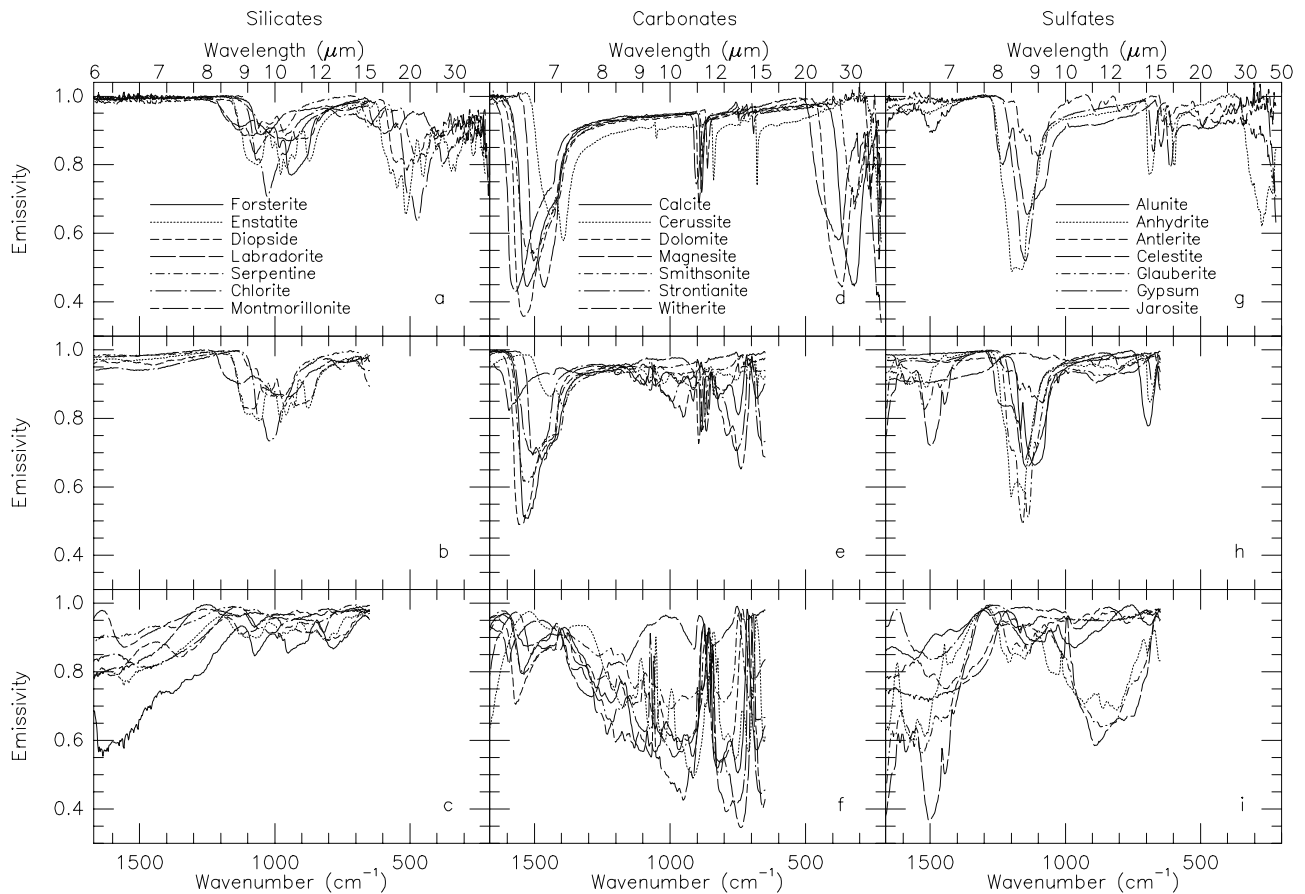 Silicates Carbonates Sulfates
Wavelength (μm) Wavelength (μm) Wavelength (μm)
6 7 8 9 10 12 15 20 30 7 8 9 10 12 15 20 30 7 8 9 10 12 15 20 30 50
Emissivity
1.0
0.8
0.6
0.4
Forsterite
Enstatite
Diopside
Labradorite
Serpentine
Chlorite
Montmorillonite
a
Calcite
Cerussite
Dolomite
Magnesite
Smithsonite
Strontianite
Witherite
d
Alunite
Anhydrite
Antlerite
Celestite
Glauberite
Gypsum
Jarosite
g
Emissivity
1.0
0.8
0.6
0.4
b e h
Emissivity
1.0
0.8
0.6
0.4
c f i
1500 1000 500 1500 1000 500 1500 1000 500
Wavenumber (cm⁻¹) Wavenumber (cm⁻¹) Wavenumber (cm⁻¹)